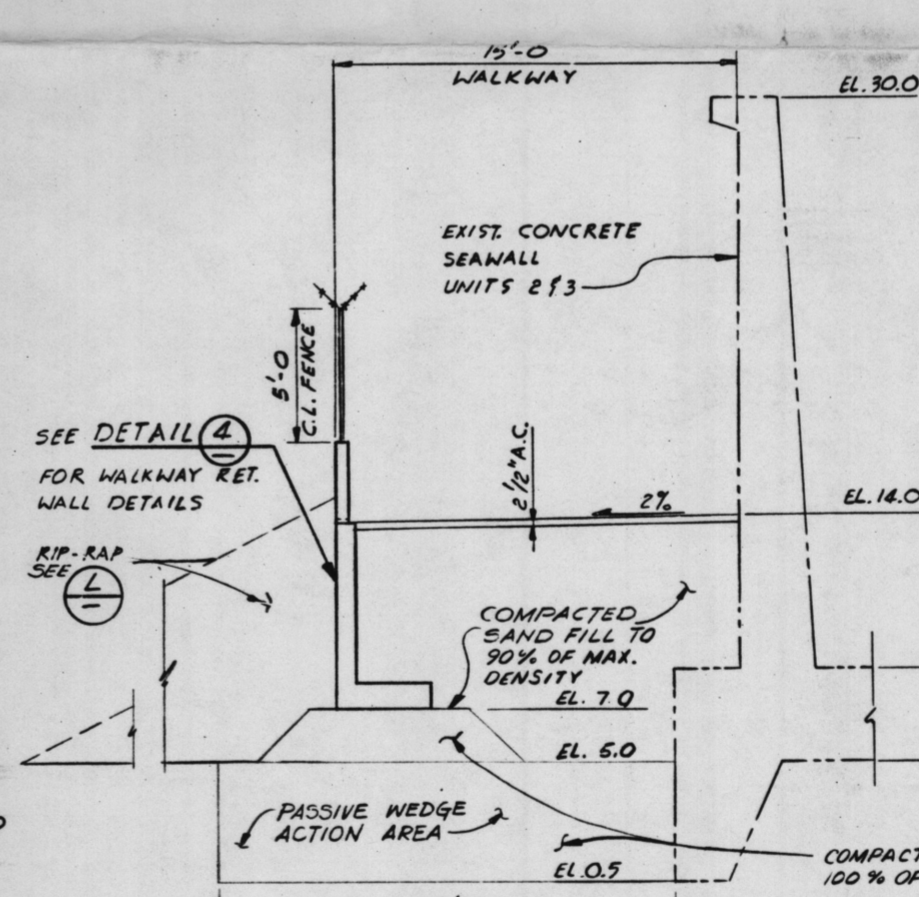 15'-0
WALKWAY
EL. 30.0
EXIST. CONCRETE
SEAWALL
UNITS 2 & 3
5'-0
C.L. FENCE
SEE DETAIL 4
FOR WALKWAY RET.
WALL DETAILS
2 1/2" A.C.
2%
EL. 14.0
RIP-RAP
SEE L
COMPACTED
SAND FILL TO
90% OF MAX.
DENSITY
EL. 7.0
EL. 5.0
PASSIVE WEDGE
ACTION AREA
EL. 0.5
COMPACT
100 % OF